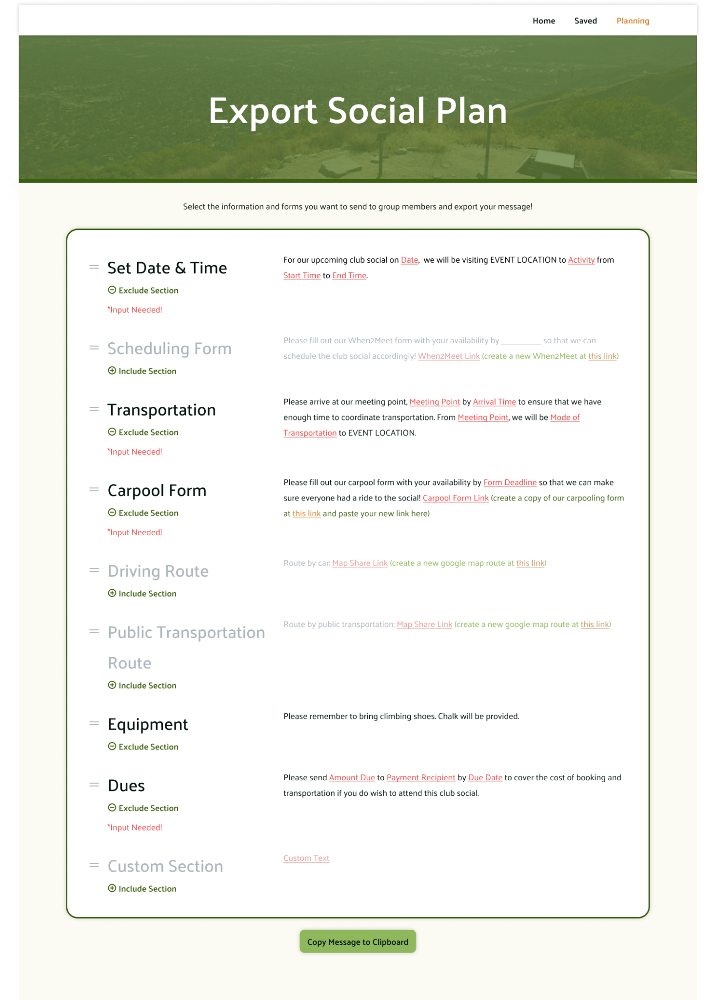 Home Saved Planning
Export Social Plan
Select the information and forms you want to send to group members and export your message!
Set Date & Time
Exclude Section
*Input Needed!
For our upcoming club social on Date,  we will be visiting EVENT LOCATION to Activity from
Start Time to End Time.
Scheduling Form
Include Section
Please fill out our When2Meet form with your availability by _________ so that we can
schedule the club social accordingly! When2Meet Link (create a new When2Meet at this link)
Transportation
Exclude Section
*Input Needed!
Please arrive at our meeting point, Meeting Point by Arrival Time to ensure that we have
enough time to coordinate transportation. From Meeting Point, we will be Mode of
Transportation to EVENT LOCATION.
Carpool Form
Exclude Section
*Input Needed!
Please fill out our carpool form with your availability by Form Deadline so that we can make
sure everyone had a ride to the social! Carpool Form Link (create a copy of our carpooling form
at this link and paste your new link here)
Driving Route
Include Section
Route by car: Map Share Link (create a new google map route at this link)
Public Transportation
Route
Include Section
Route by public transportation: Map Share Link (create a new google map route at this link)
Equipment
Exclude Section
Please remember to bring climbing shoes. Chalk will be provided.
Dues
Exclude Section
*Input Needed!
Please send Amount Due to Payment Recipient by Due Date to cover the cost of booking and
transportation if you do wish to attend this club social.
Custom Section
Include Section
Custom Text
Copy Message to Clipboard